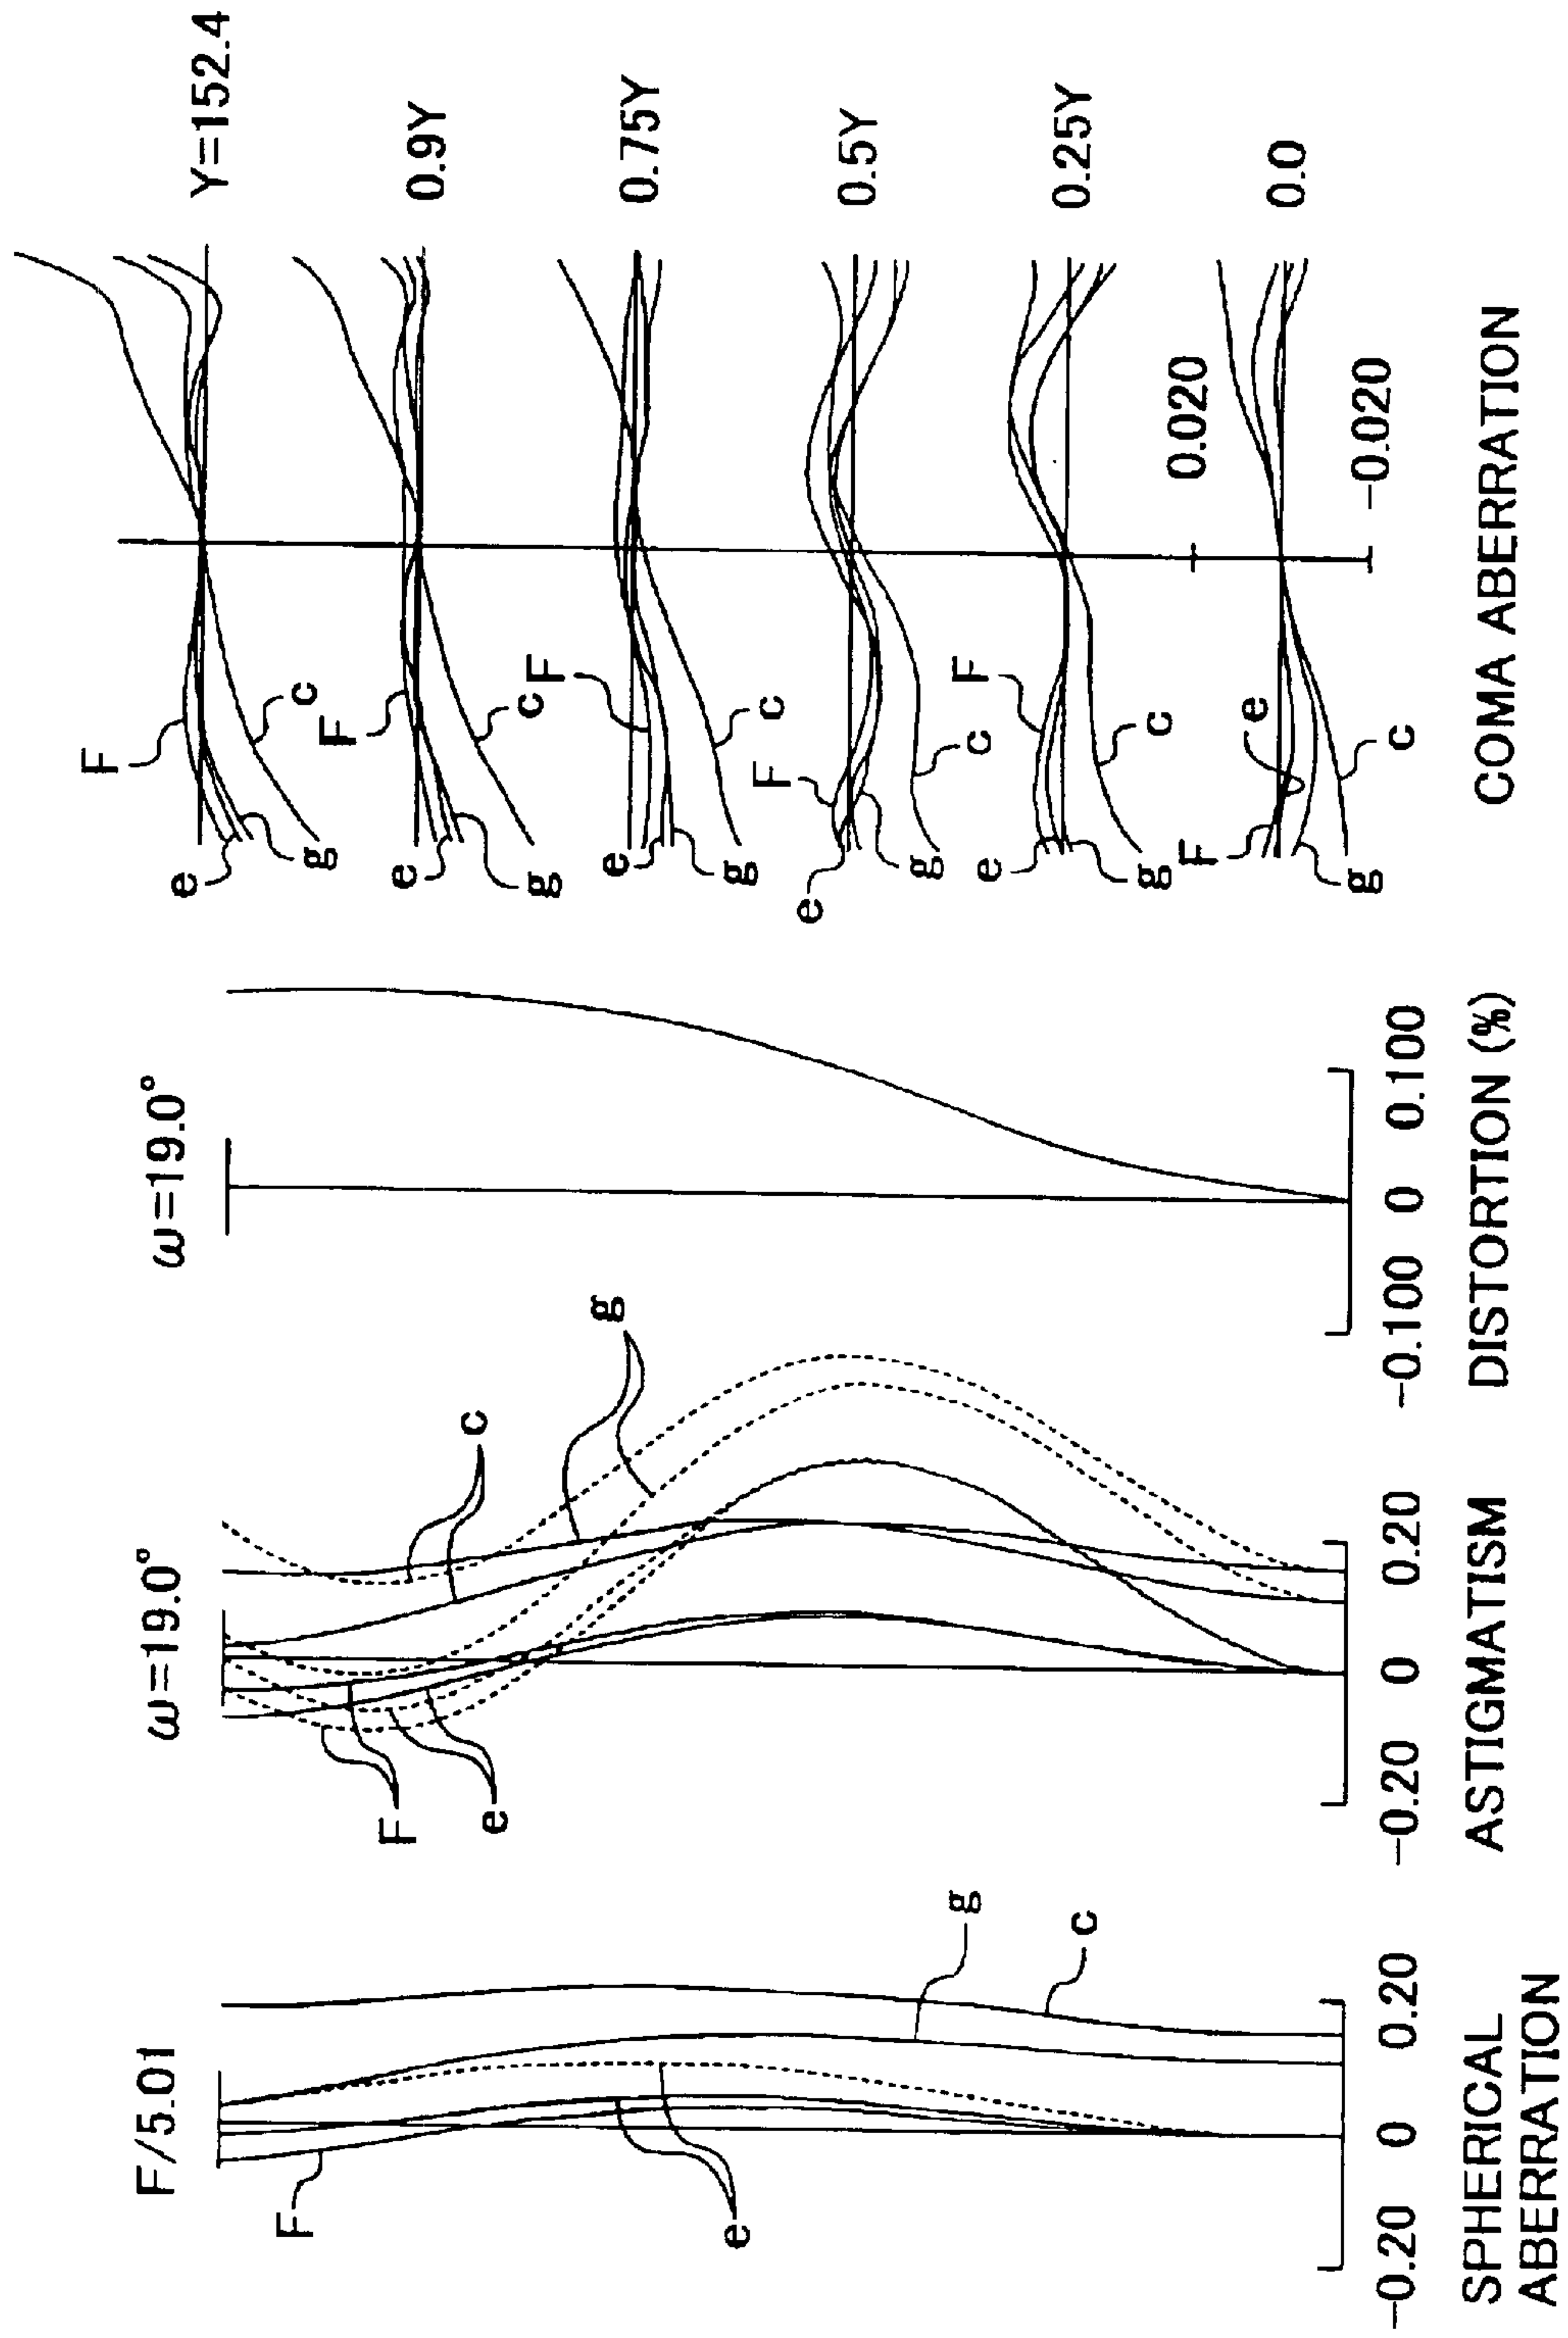 F/5.01
F
e
g
c
-0.20 0 0.20
SPHERICAL
ABERRATION
ω=19.0°
F
e
c
g
-0.20 0 0.20
ASTIGMATISM
ω=19.0°
-0.100 0 0.100
DISTORTION (%)
F
e
g
c
Y=152.4
F
e
g
c
0.9Y
F
e
g
c
0.75Y
F
e
g
c
0.5Y
F
e
g
c
0.25Y
F
e
g
c
0.0
0.020
-0.020
COMA ABERRATION